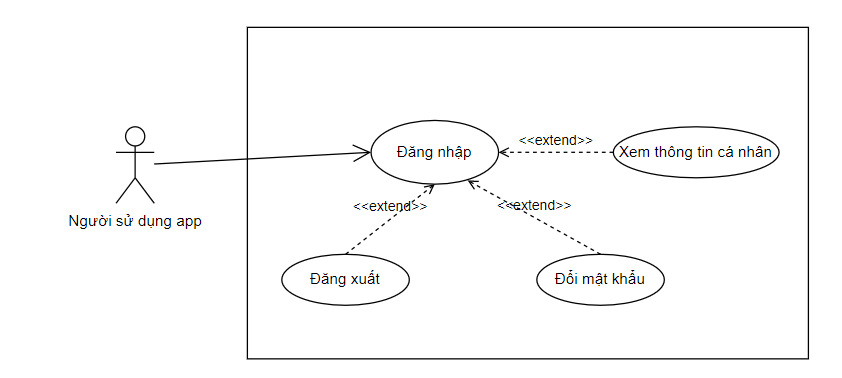 <<extend>>
Đăng nhập
Xem thông tin cá nhân
Người sử dụng app
<<extend>>
<<extend>>
Đăng xuất
Đổi mật khẩu